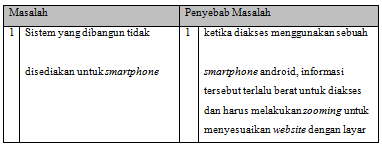 Masalah
Penyebab Masalah
1
Sistem yang dibangun tidak
disediakan untuk smartphone
1
ketika diakses menggunakan sebuah
smartphone android, informasi
tersebut terlalu berat untuk diakses
dan harus melakukan zooming untuk
menyesuaikan website dengan layar